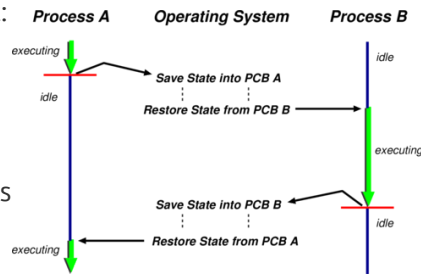 :
Process A Operating System Process B
executing
idle
Save State into PCB A
idle
Restore State from PCB B
executing
s
Save State into PCB B
idle
Restore State from PCB A
executing